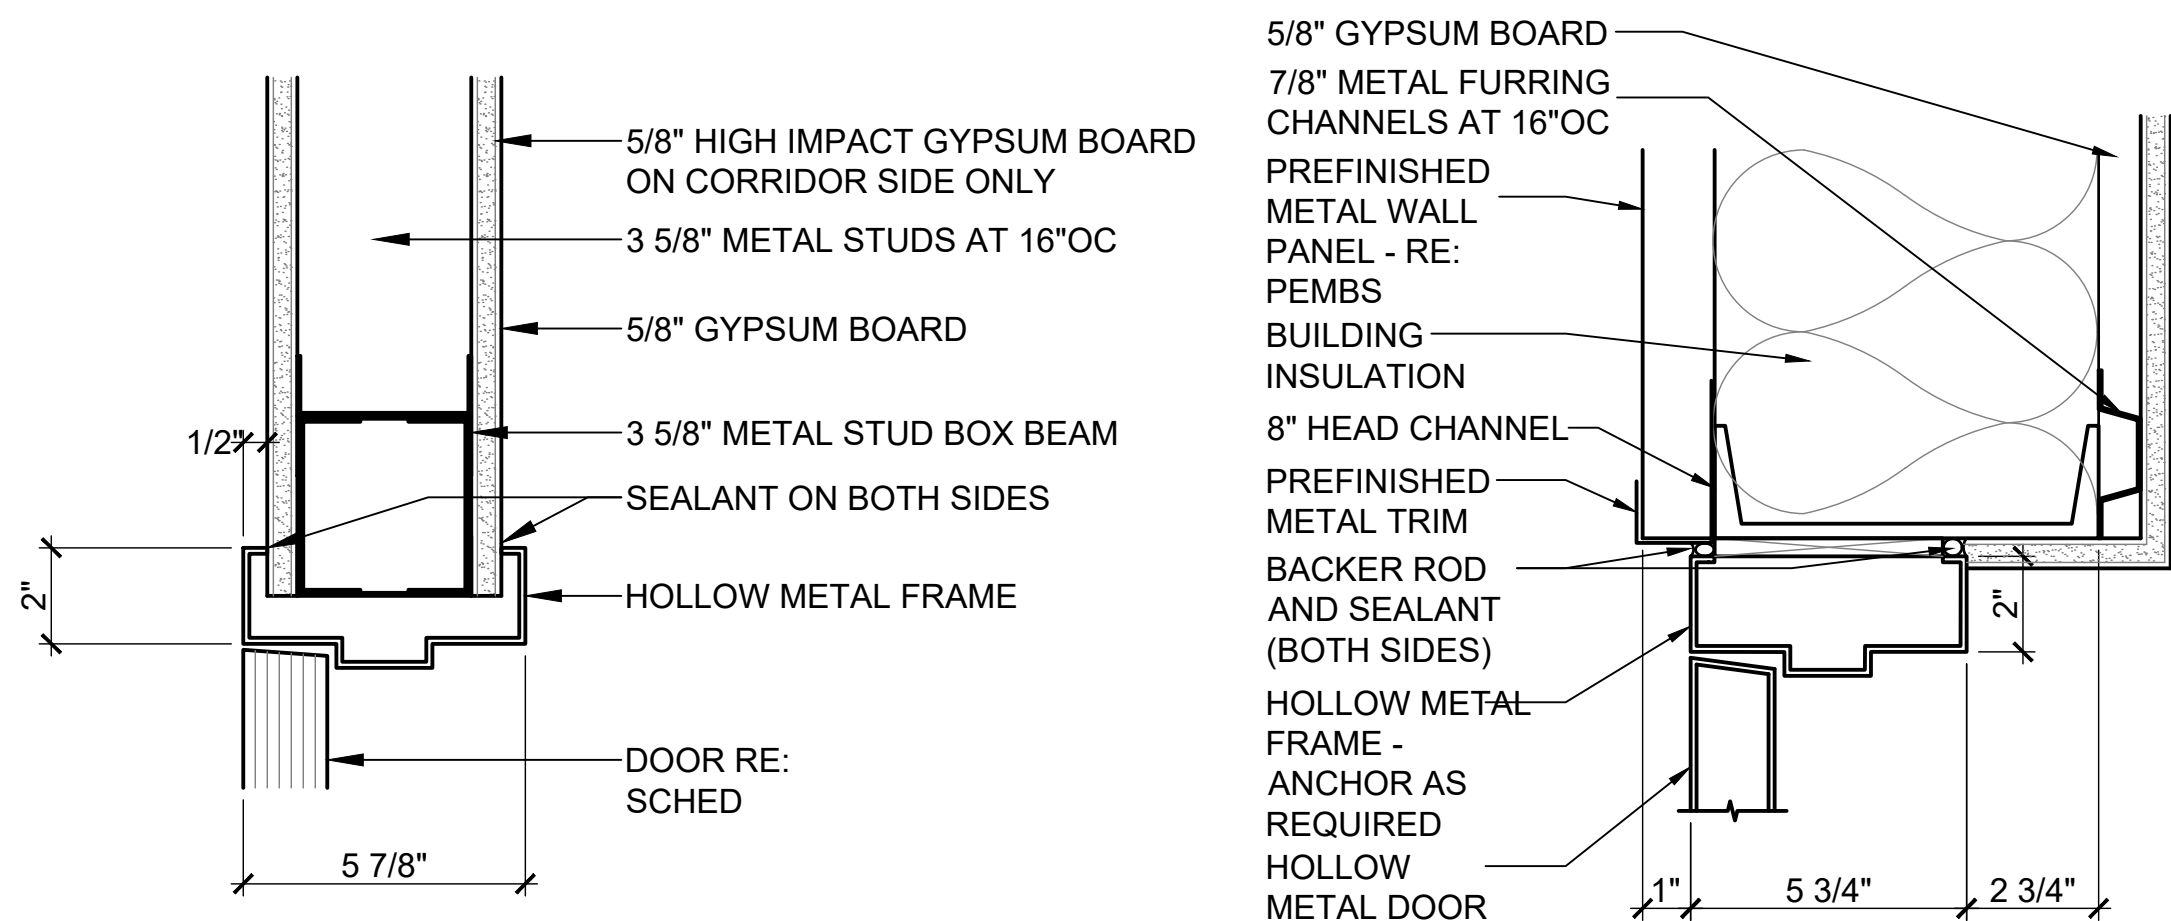 5/8" HIGH IMPACT GYPSUM BOARD
ON CORRIDOR SIDE ONLY
3 5/8" METAL STUDS AT 16"OC
5/8" GYPSUM BOARD
1/2"
3 5/8" METAL STUD BOX BEAM
SEALANT ON BOTH SIDES
2"
HOLLOW METAL FRAME
DOOR RE:
SCHED
5 7/8"
5/8" GYPSUM BOARD
7/8" METAL FURRING
CHANNELS AT 16"OC
PREFINISHED
METAL WALL
PANEL - RE:
PEMBS
BUILDING
INSULATION
8" HEAD CHANNEL
PREFINISHED
METAL TRIM
BACKER ROD
AND SEALANT
(BOTH SIDES)
2"
HOLLOW METAL
FRAME -
ANCHOR AS
REQUIRED
HOLLOW
METAL DOOR
1"
5 3/4"
2 3/4"